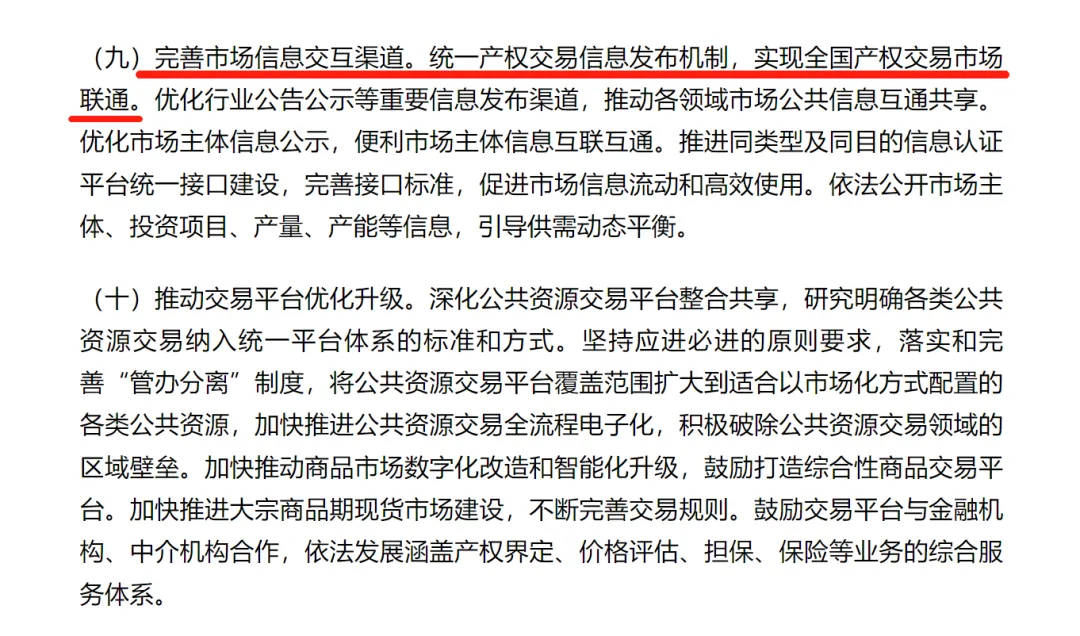 （九）完善市场信息交互渠道。统一产权交易信息发布机制，实现全国产权交易市场
联通。优化行业公告公示等重要信息发布渠道，推动各领域市场公共信息互通共享。
优化市场主体信息公示，便利市场主体信息互联互通。推进同类型及同目的信息认证
平台统一接口建设，完善接口标准，促进市场信息流动和高效使用。依法公开市场主
体、投资项目、产量、产能等信息，引导供需动态平衡。
（十）推动交易平台优化升级。深化公共资源交易平台整合共享，研究明确各类公共
资源交易纳入统一平台体系的标准和方式。坚持应进必进的原则要求，落实和完
善“管办分离”制度，将公共资源交易平台覆盖范围扩大到适合以市场化方式配置的
各类公共资源，加快推进公共资源交易全流程电子化，积极破除公共资源交易领域的
区域壁垒。加快推动商品市场数字化改造和智能化升级，鼓励打造综合性商品交易平
台。加快推进大宗商品期现货市场建设，不断完善交易规则。鼓励交易平台与金融机
构、中介机构合作，依法发展涵盖产权界定、价格评估、担保、保险等业务的综合服
务体系。